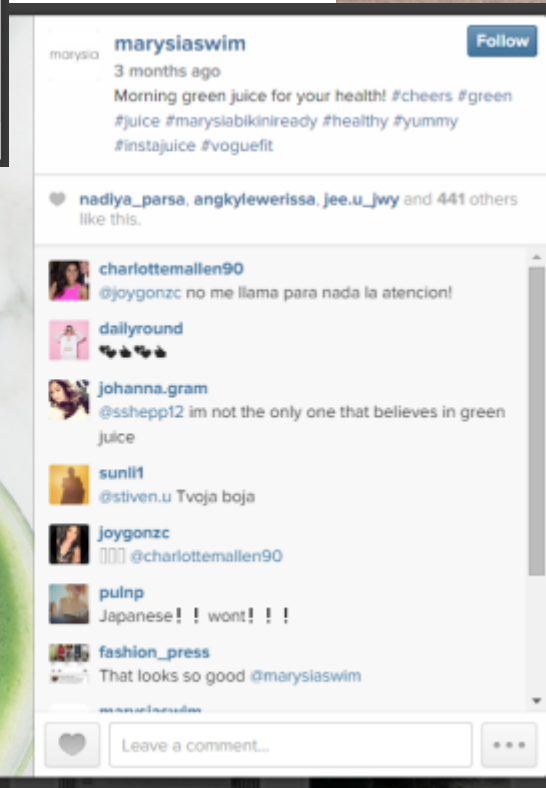 marysia
marysiaswim
Follow
3 months ago
Morning green juice for your health! #cheers #green
#juice #marysiabikiniready #healthy #yummy
#instajuice #voguefit
nadiya_parsa, angkylewerissa, jee.u_jwy and 441 others
like this.
charlottemallen90
@joygonzc no me llama para nada la atencion!
dailyround
johanna.gram
@sshepp12 im not the only one that believes in green
juice
sunli1
@stiven.u Tvoja boja
joygonzc
@charlottemallen90
pulnp
Japanese！！wont！！！
fashion_press
That looks so good @marysiaswim
marysiaswim
Leave a comment...